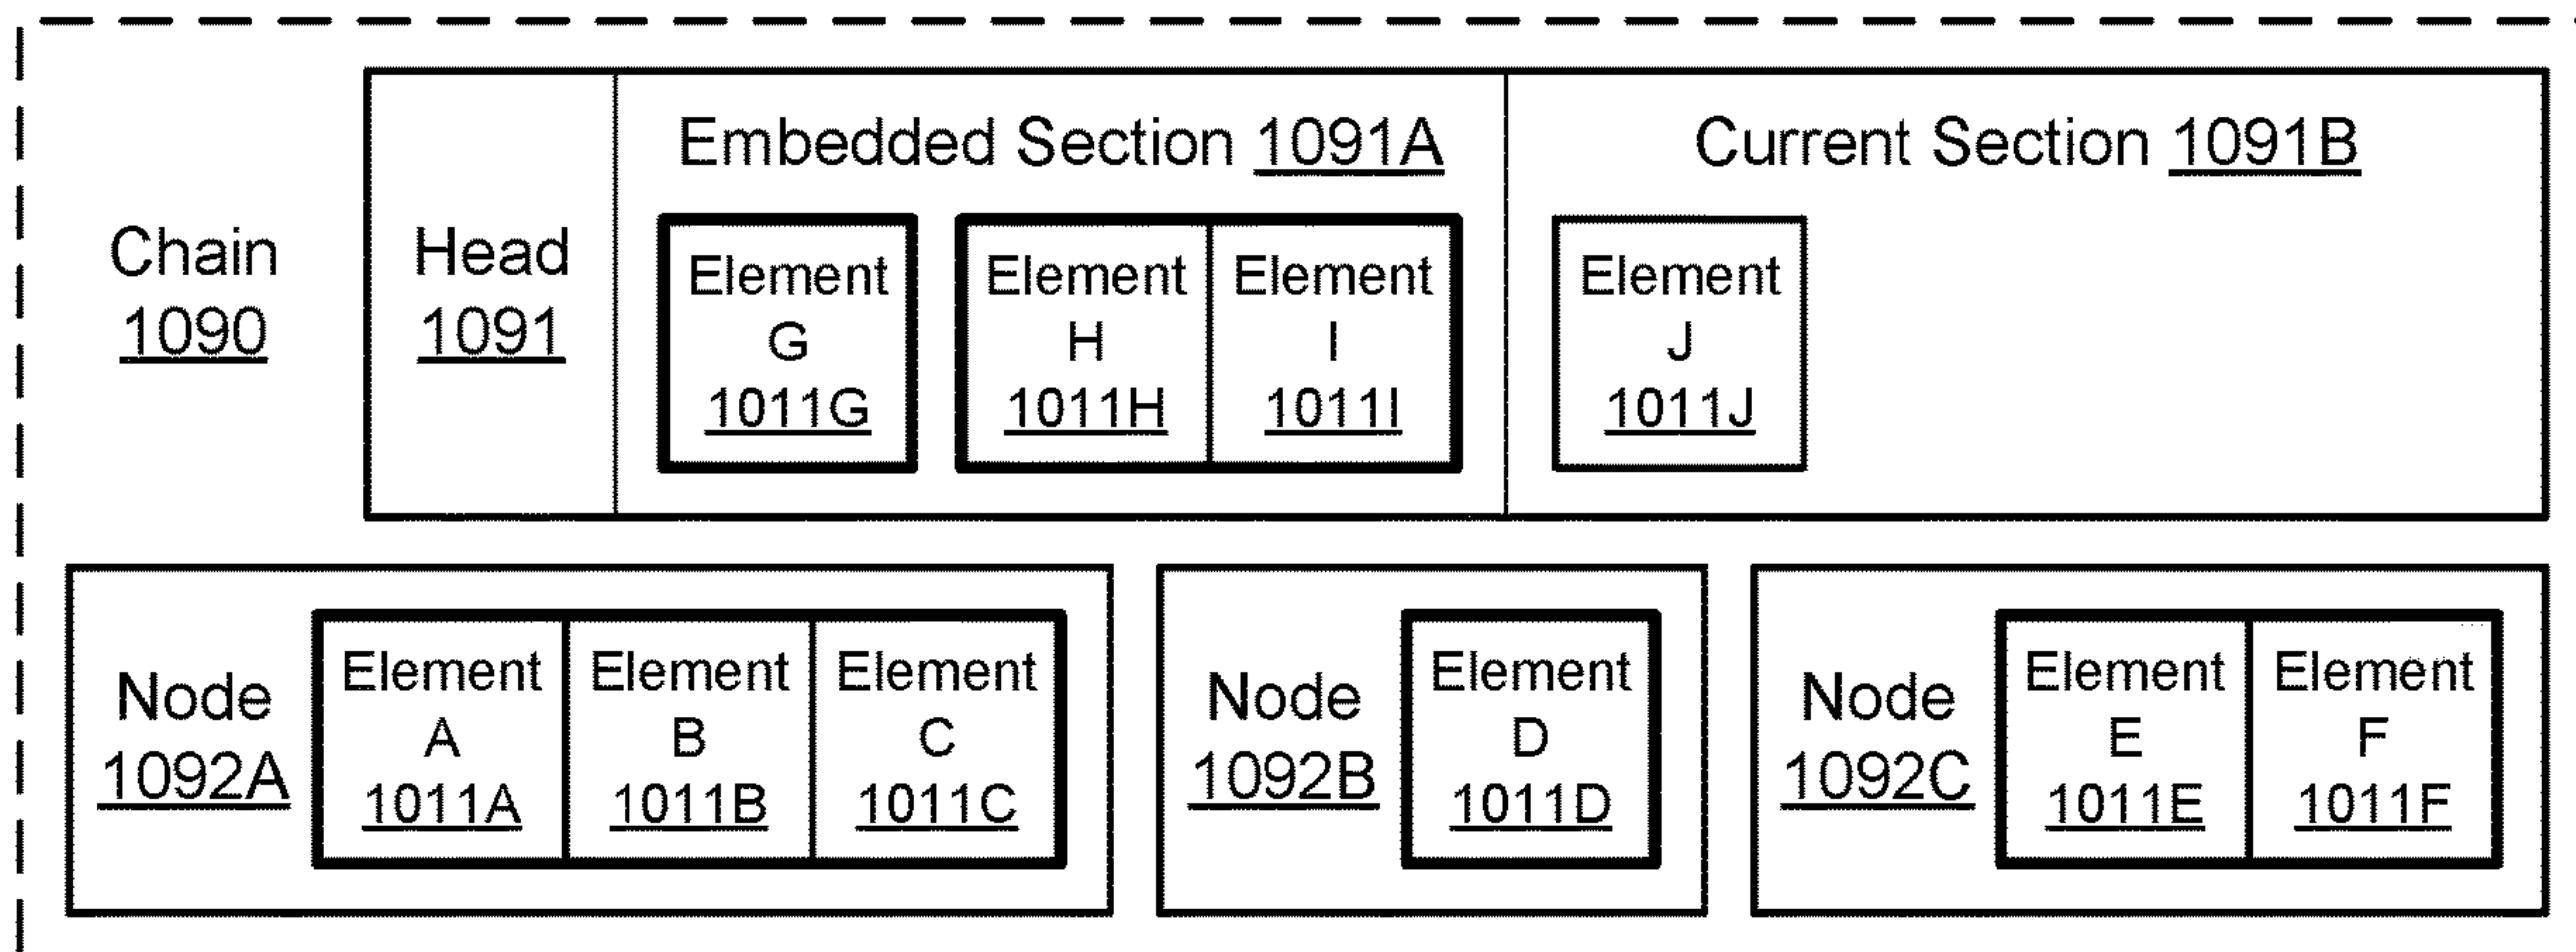 Chain
1090
Head
1091
Embedded Section 1091A
Element
G
1011G
Element
H
1011H
Element
I
1011I
Current Section 1091B
Element
J
1011J
Node
1092A
Element
A
1011A
Element
B
1011B
Element
C
1011C
Node
1092B
Element
D
1011D
Node
1092C
Element
E
1011E
Element
F
1011F